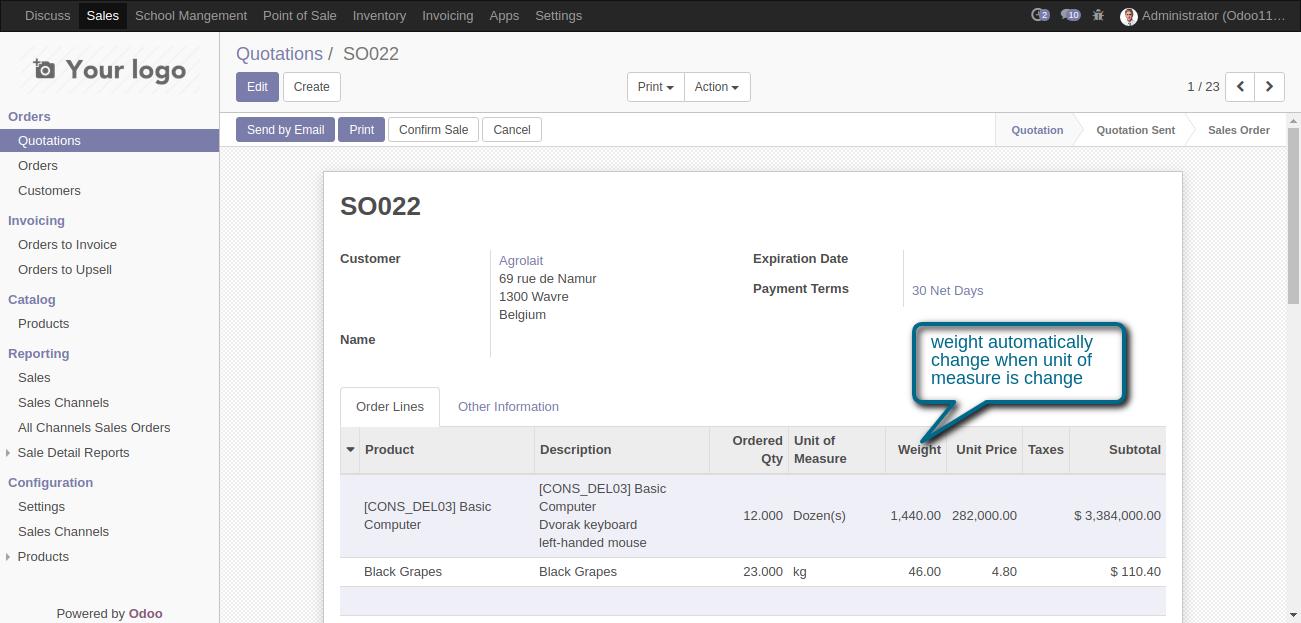 Discuss Sales School Mangement Point of Sale Inventory Invoicing Apps Settings 2 10 Administrator (Odoo11...
Your logo
Quotations / SO022
Edit Create Print Action 1 / 23
Send by Email Print Confirm Sale Cancel Quotation Quotation Sent Sales Order
Orders
Quotations
Orders
Customers
Invoicing
Orders to Invoice
Orders to Upsell
Catalog
Products
Reporting
Sales
Sales Channels
All Channels Sales Orders
Sale Detail Reports
Configuration
Settings
Sales Channels
Products
Powered by Odoo
SO022
Customer
Agrolait
69 rue de Namur
1300 Wavre
Belgium
Name
Expiration Date
Payment Terms 30 Net Days
weight automatically
change when unit of
measure is change
Order Lines Other Information
Product Description Ordered Qty Unit of Measure Weight Unit Price Taxes Subtotal
[CONS_DEL03] Basic
Computer
[CONS_DEL03] Basic
Computer
Dvorak keyboard
left-handed mouse
12.000 Dozen(s) 1,440.00 282,000.00 $ 3,384,000.00
Black Grapes Black Grapes 23.000 kg 46.00 4.80 $ 110.40